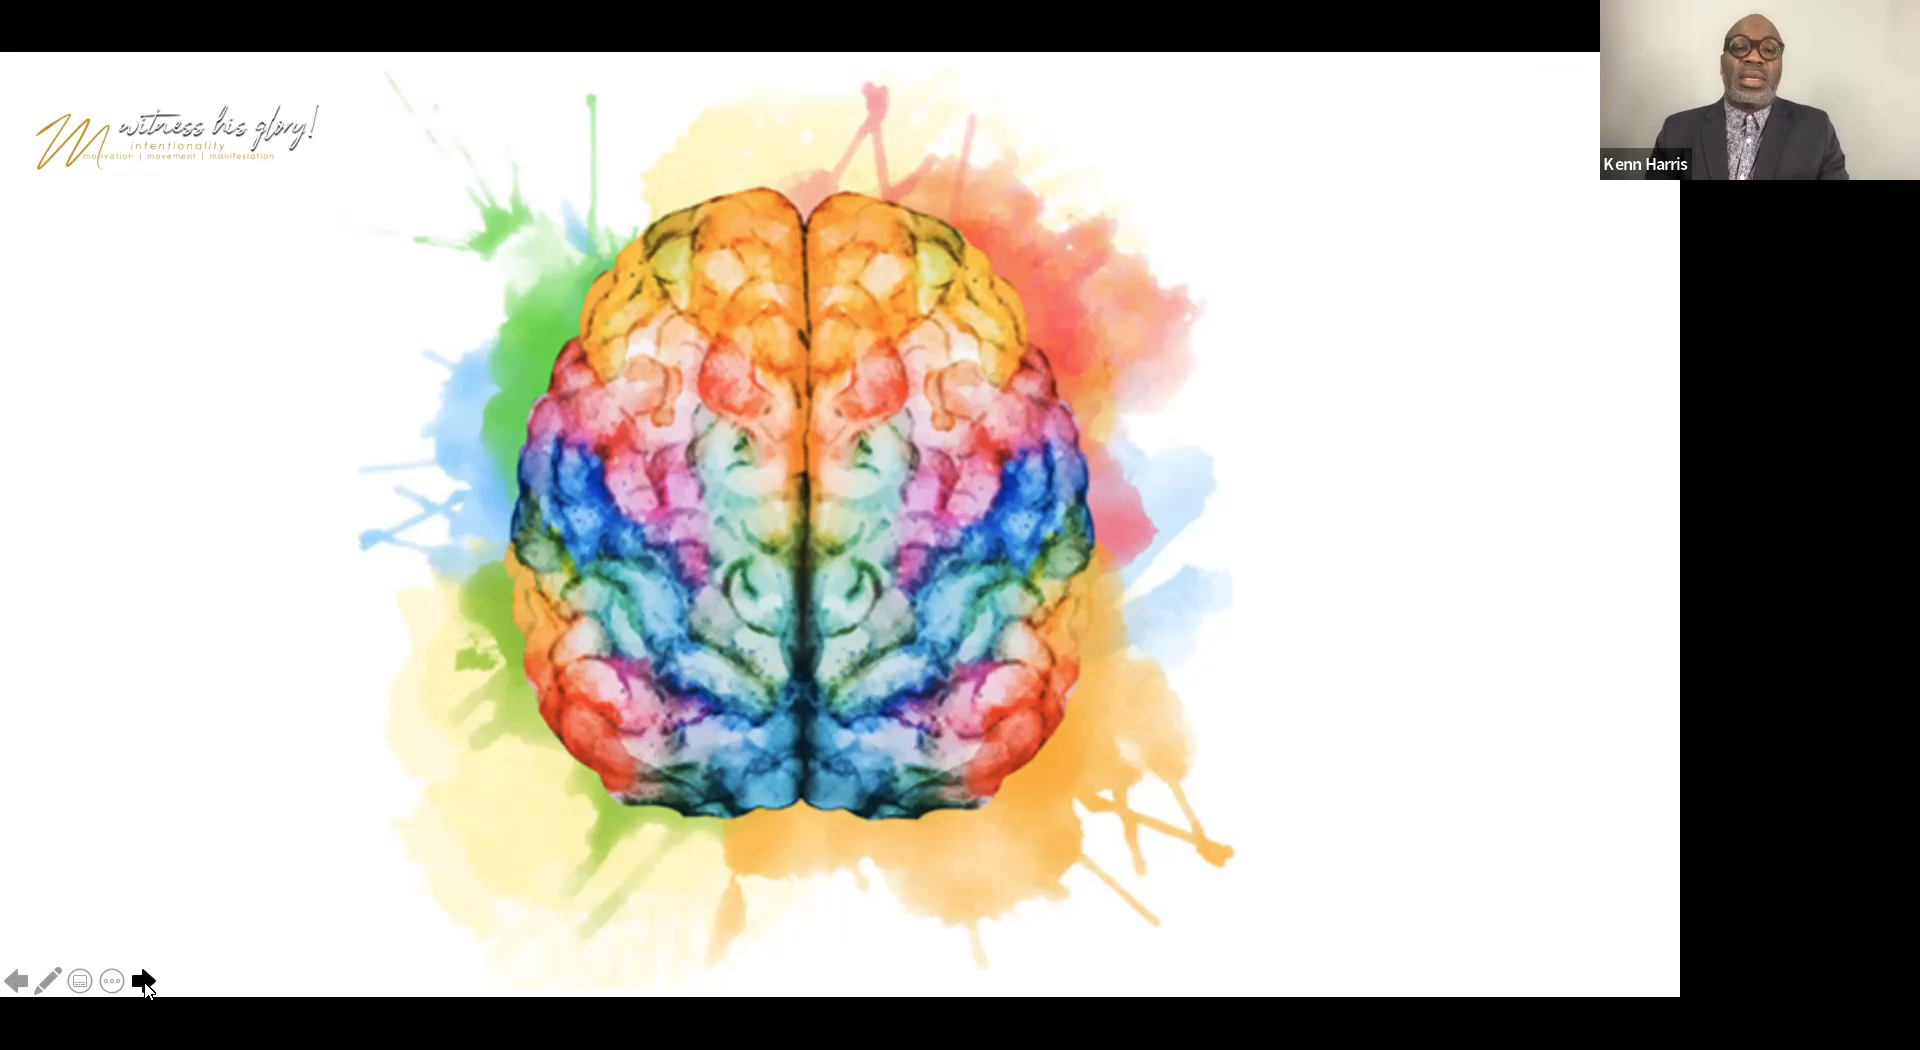 witness his glory!
intentionality
motivation | movement | manifestation
Kenn Harris